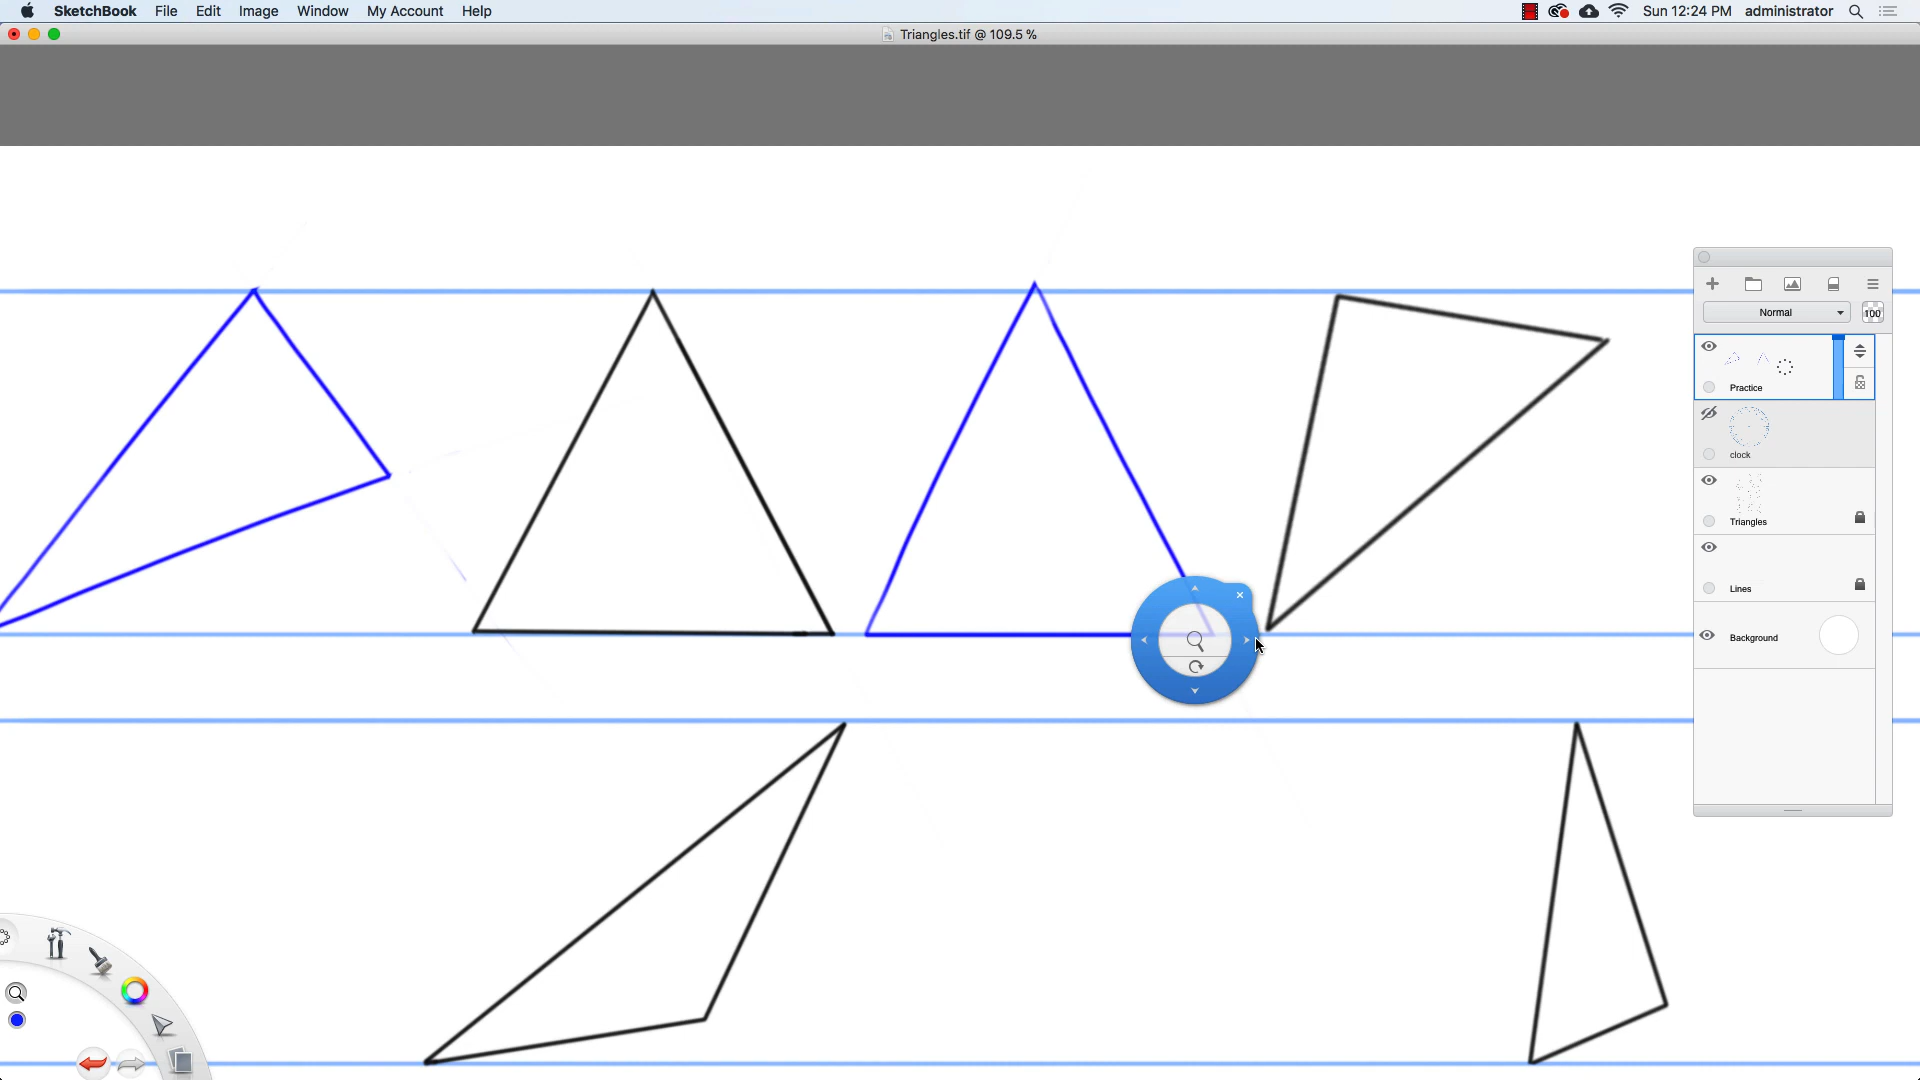 SketchBook File Edit Image Window My Account Help Sun 12:24 PM administrator
Triangles.tif @ 109.5 %
Normal 100
Practice
clock
Triangles
Lines
Background